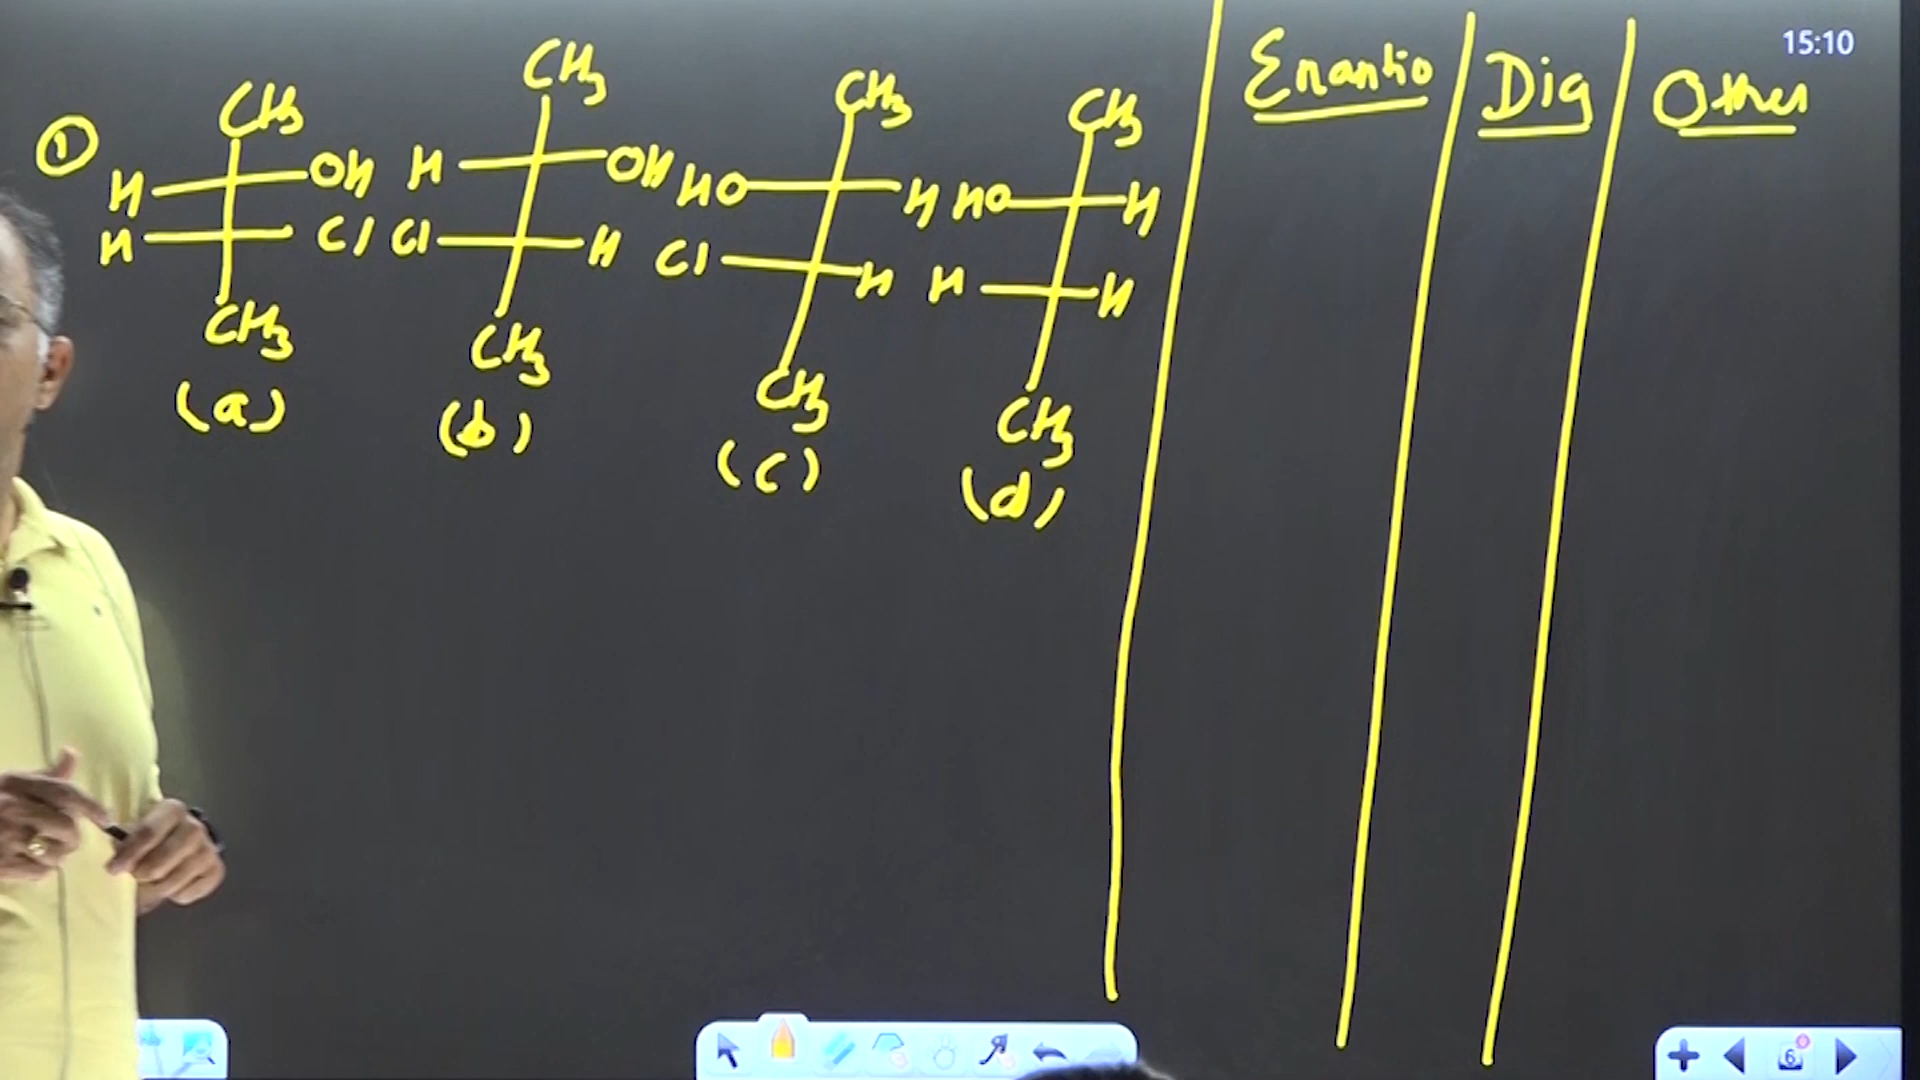 15:10
Enantio Dia Other
① CH3 CH3 CH3 CH3
H OH H OH HO H HO H
H Cl Cl H Cl H H H
CH3 CH3 CH3 CH3
(a) (b) (c) (d)
6